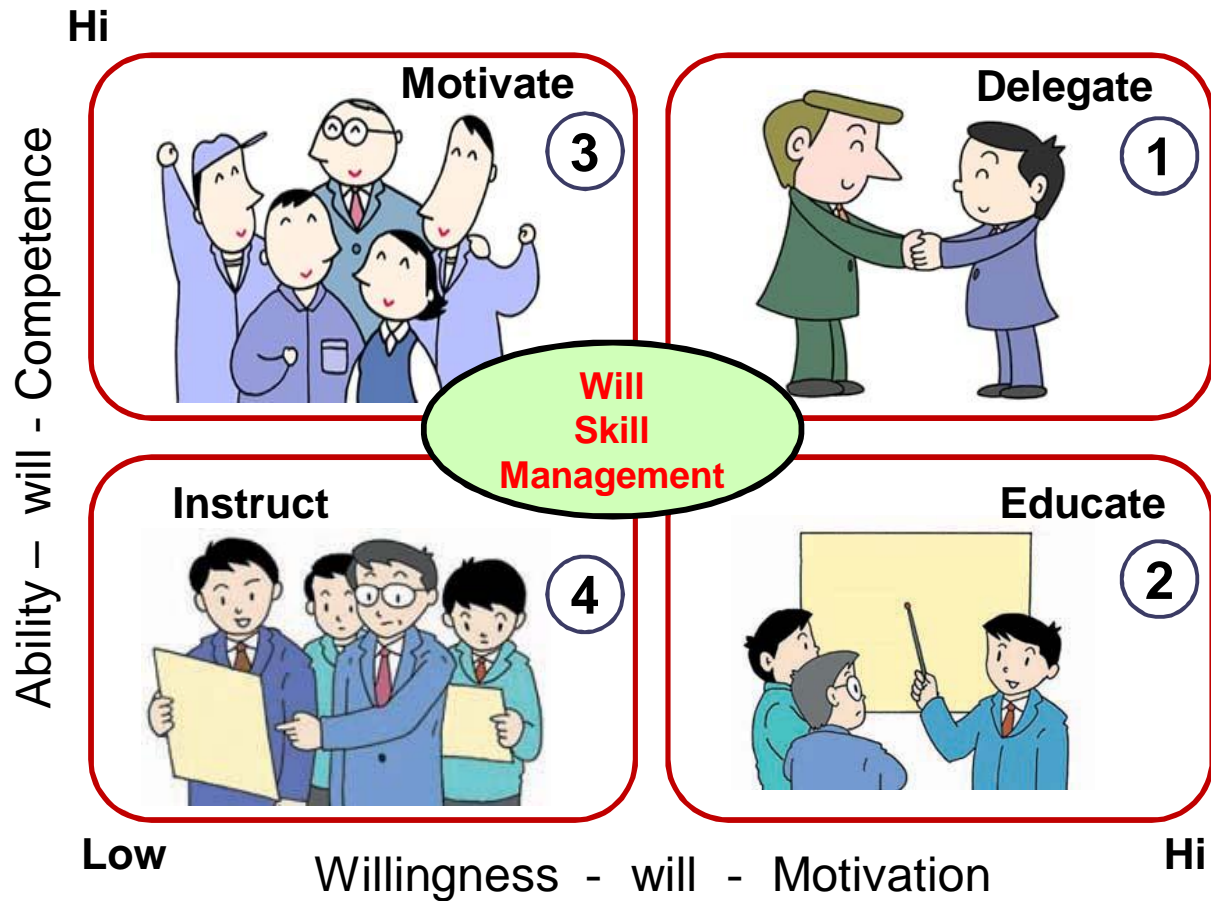 Hi
Motivate
3
Delegate
1
Ability – will - Competence
Will
Skill
Management
Instruct
4
Educate
2
Low
Hi
Willingness - will - Motivation